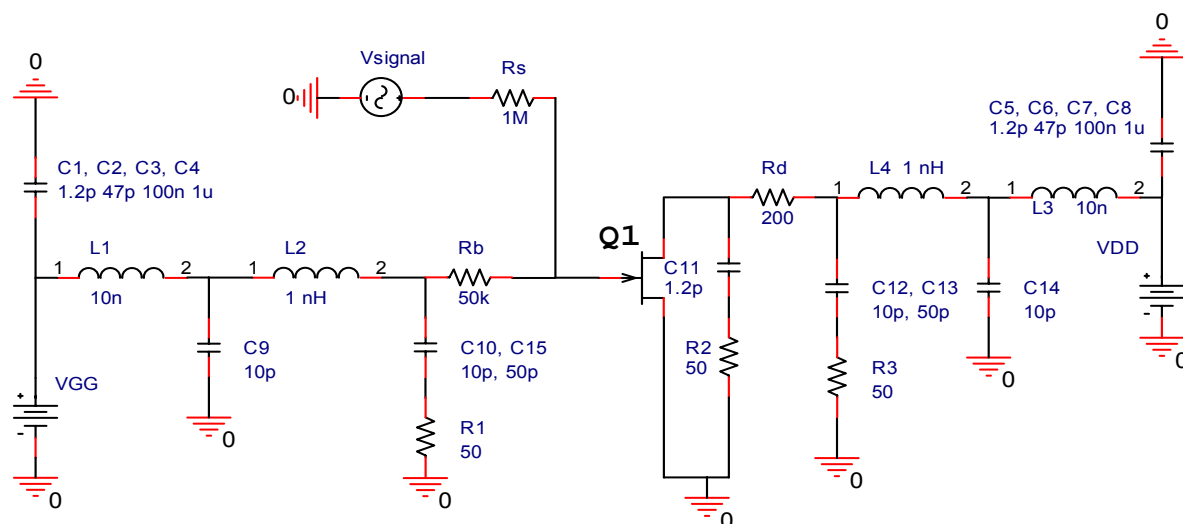 0
Vsignal
Rs
0
1M
0
C1, C2, C3, C4
1.2p 47p 100n 1u
C5, C6, C7, C8
1.2p 47p 100n 1u
Rd
200
1
L4 1 nH
2
1
L3
10n
2
Q1
C11
1.2p
VDD
L1
1
2
10n
L2
1
2
1 nH
Rb
50k
C12, C13
10p, 50p
C14
10p
+
-
0
C9
10p
C10, C15
10p, 50p
R2
50
R3
50
0
VGG
+
-
0
0
R1
50
0
0
0